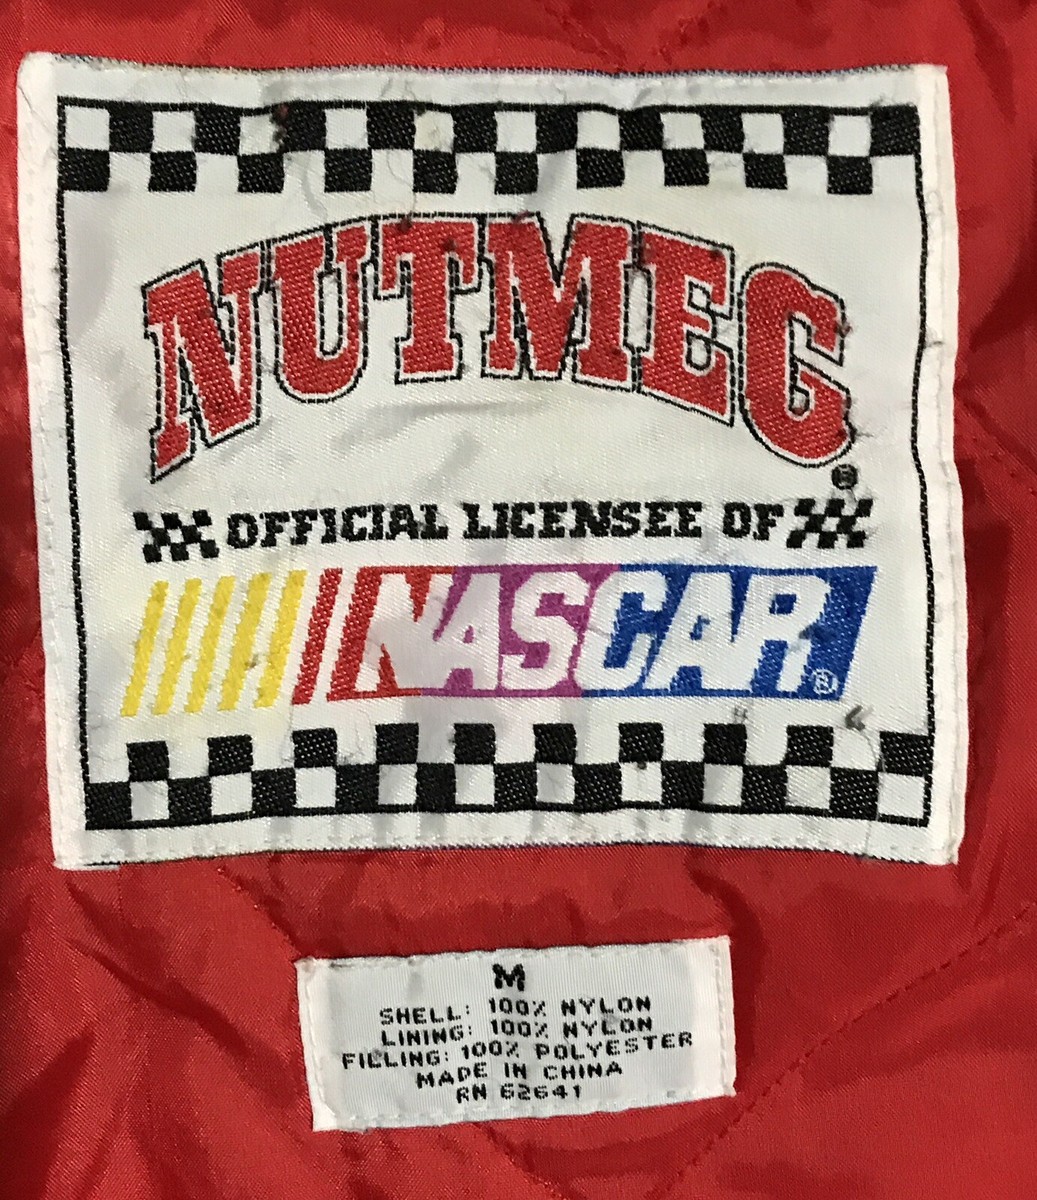 NUTMEG®
OFFICIAL LICENSEE OF
NASCAR®
M
SHELL: 100% NYLON
LINING: 100% NYLON
FILLING: 100% POLYESTER
MADE IN CHINA
RN 62641